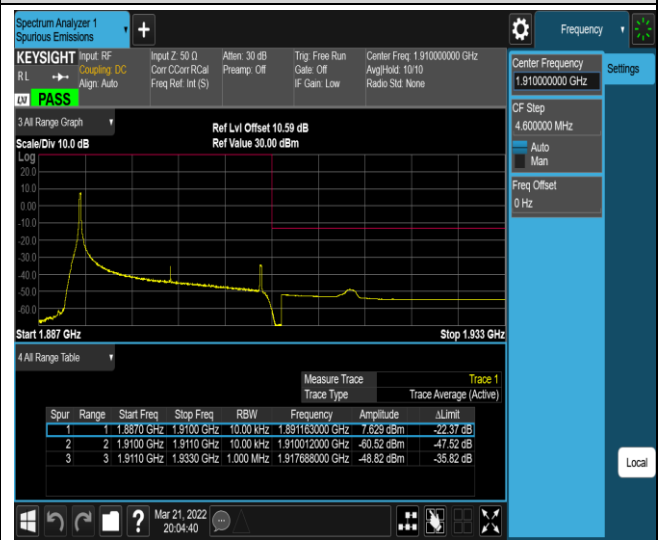 Spectrum Analyzer 1
Spurious Emissions
Frequency
KEYSIGHT Input: RF
RL Coupling: DC
Align: Auto
Input Z: 50 Ω
Corr CCorr RCal
Freq Ref: Int (S)
Atten: 30 dB
Preamp: Off
Trig: Free Run
Gate: Off
IF Gain: Low
Center Freq: 1.910000000 GHz
Avg|Hold: 10/10
Radio Std: None
LXI PASS
Center Frequency
1.910000000 GHz
Settings
CF Step
4.600000 MHz
Auto
Man
Freq Offset
0 Hz
3 All Range Graph
Scale/Div 10.0 dB
Ref Lvl Offset 10.59 dB
Ref Value 30.00 dBm
Log
20.0
10.0
0.00
-10.0
-20.0
-30.0
-40.0
-50.0
-60.0
Start 1.887 GHz Stop 1.933 GHz
4 All Range Table
Measure Trace Trace 1
Trace Type Trace Average (Active)
Spur Range Start Freq Stop Freq RBW Frequency Amplitude ΔLimit
1 1 1.8870 GHz 1.9100 GHz 10.00 kHz 1.891163000 GHz 7.629 dBm -22.37 dB
2 2 1.9100 GHz 1.9110 GHz 10.00 kHz 1.910012000 GHz -60.52 dBm -47.52 dB
3 3 1.9110 GHz 1.9330 GHz 1.000 MHz 1.917688000 GHz -48.82 dBm -35.82 dB
Local
Mar 21, 2022
20:04:40